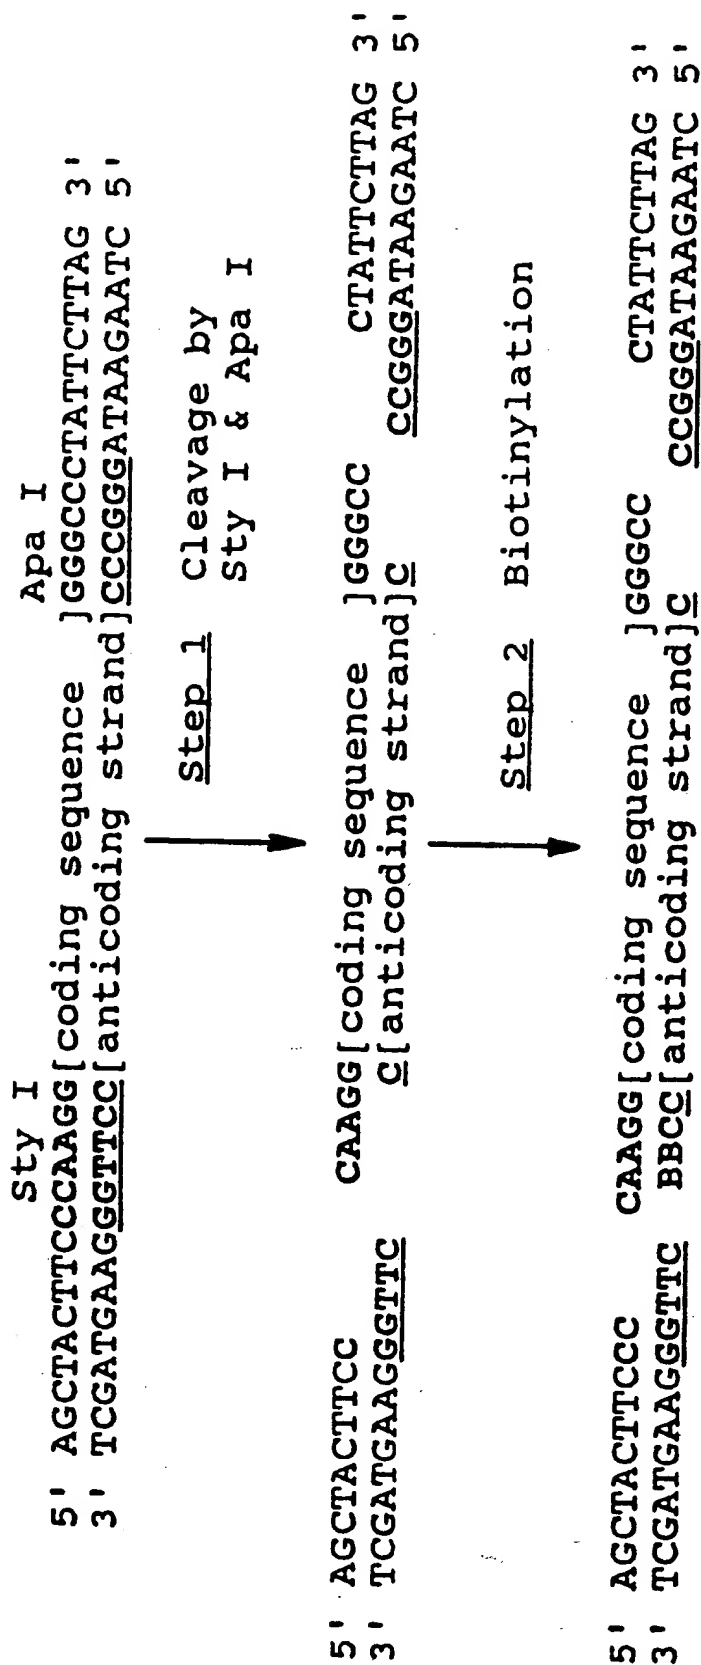 Sty I Apa I
5' AGCTACTTCCCAAGG[coding sequence ]GGGCCCTATTCTTAG 3'
3' TCGATGAAGGGTTCC[anticoding strand]CCCGGGATAAGAATC 5'
Step 1 Cleavage by
Sty I & Apa I
5' AGCTACTTCC CAAGG[coding sequence ]GGGCC CTATTCTTAG 3'
3' TCGATGAAGGGTTC C[anticoding strand]C CCGGGATAAGAATC 5'
Step 2 Biotinylation
5' AGCTACTTCCC CAAGG[coding sequence ]GGGCC CTATTCTTAG 3'
3' TCGATGAAGGGTTC BBCC[anticoding strand]C CCGGGATAAGAATC 5'